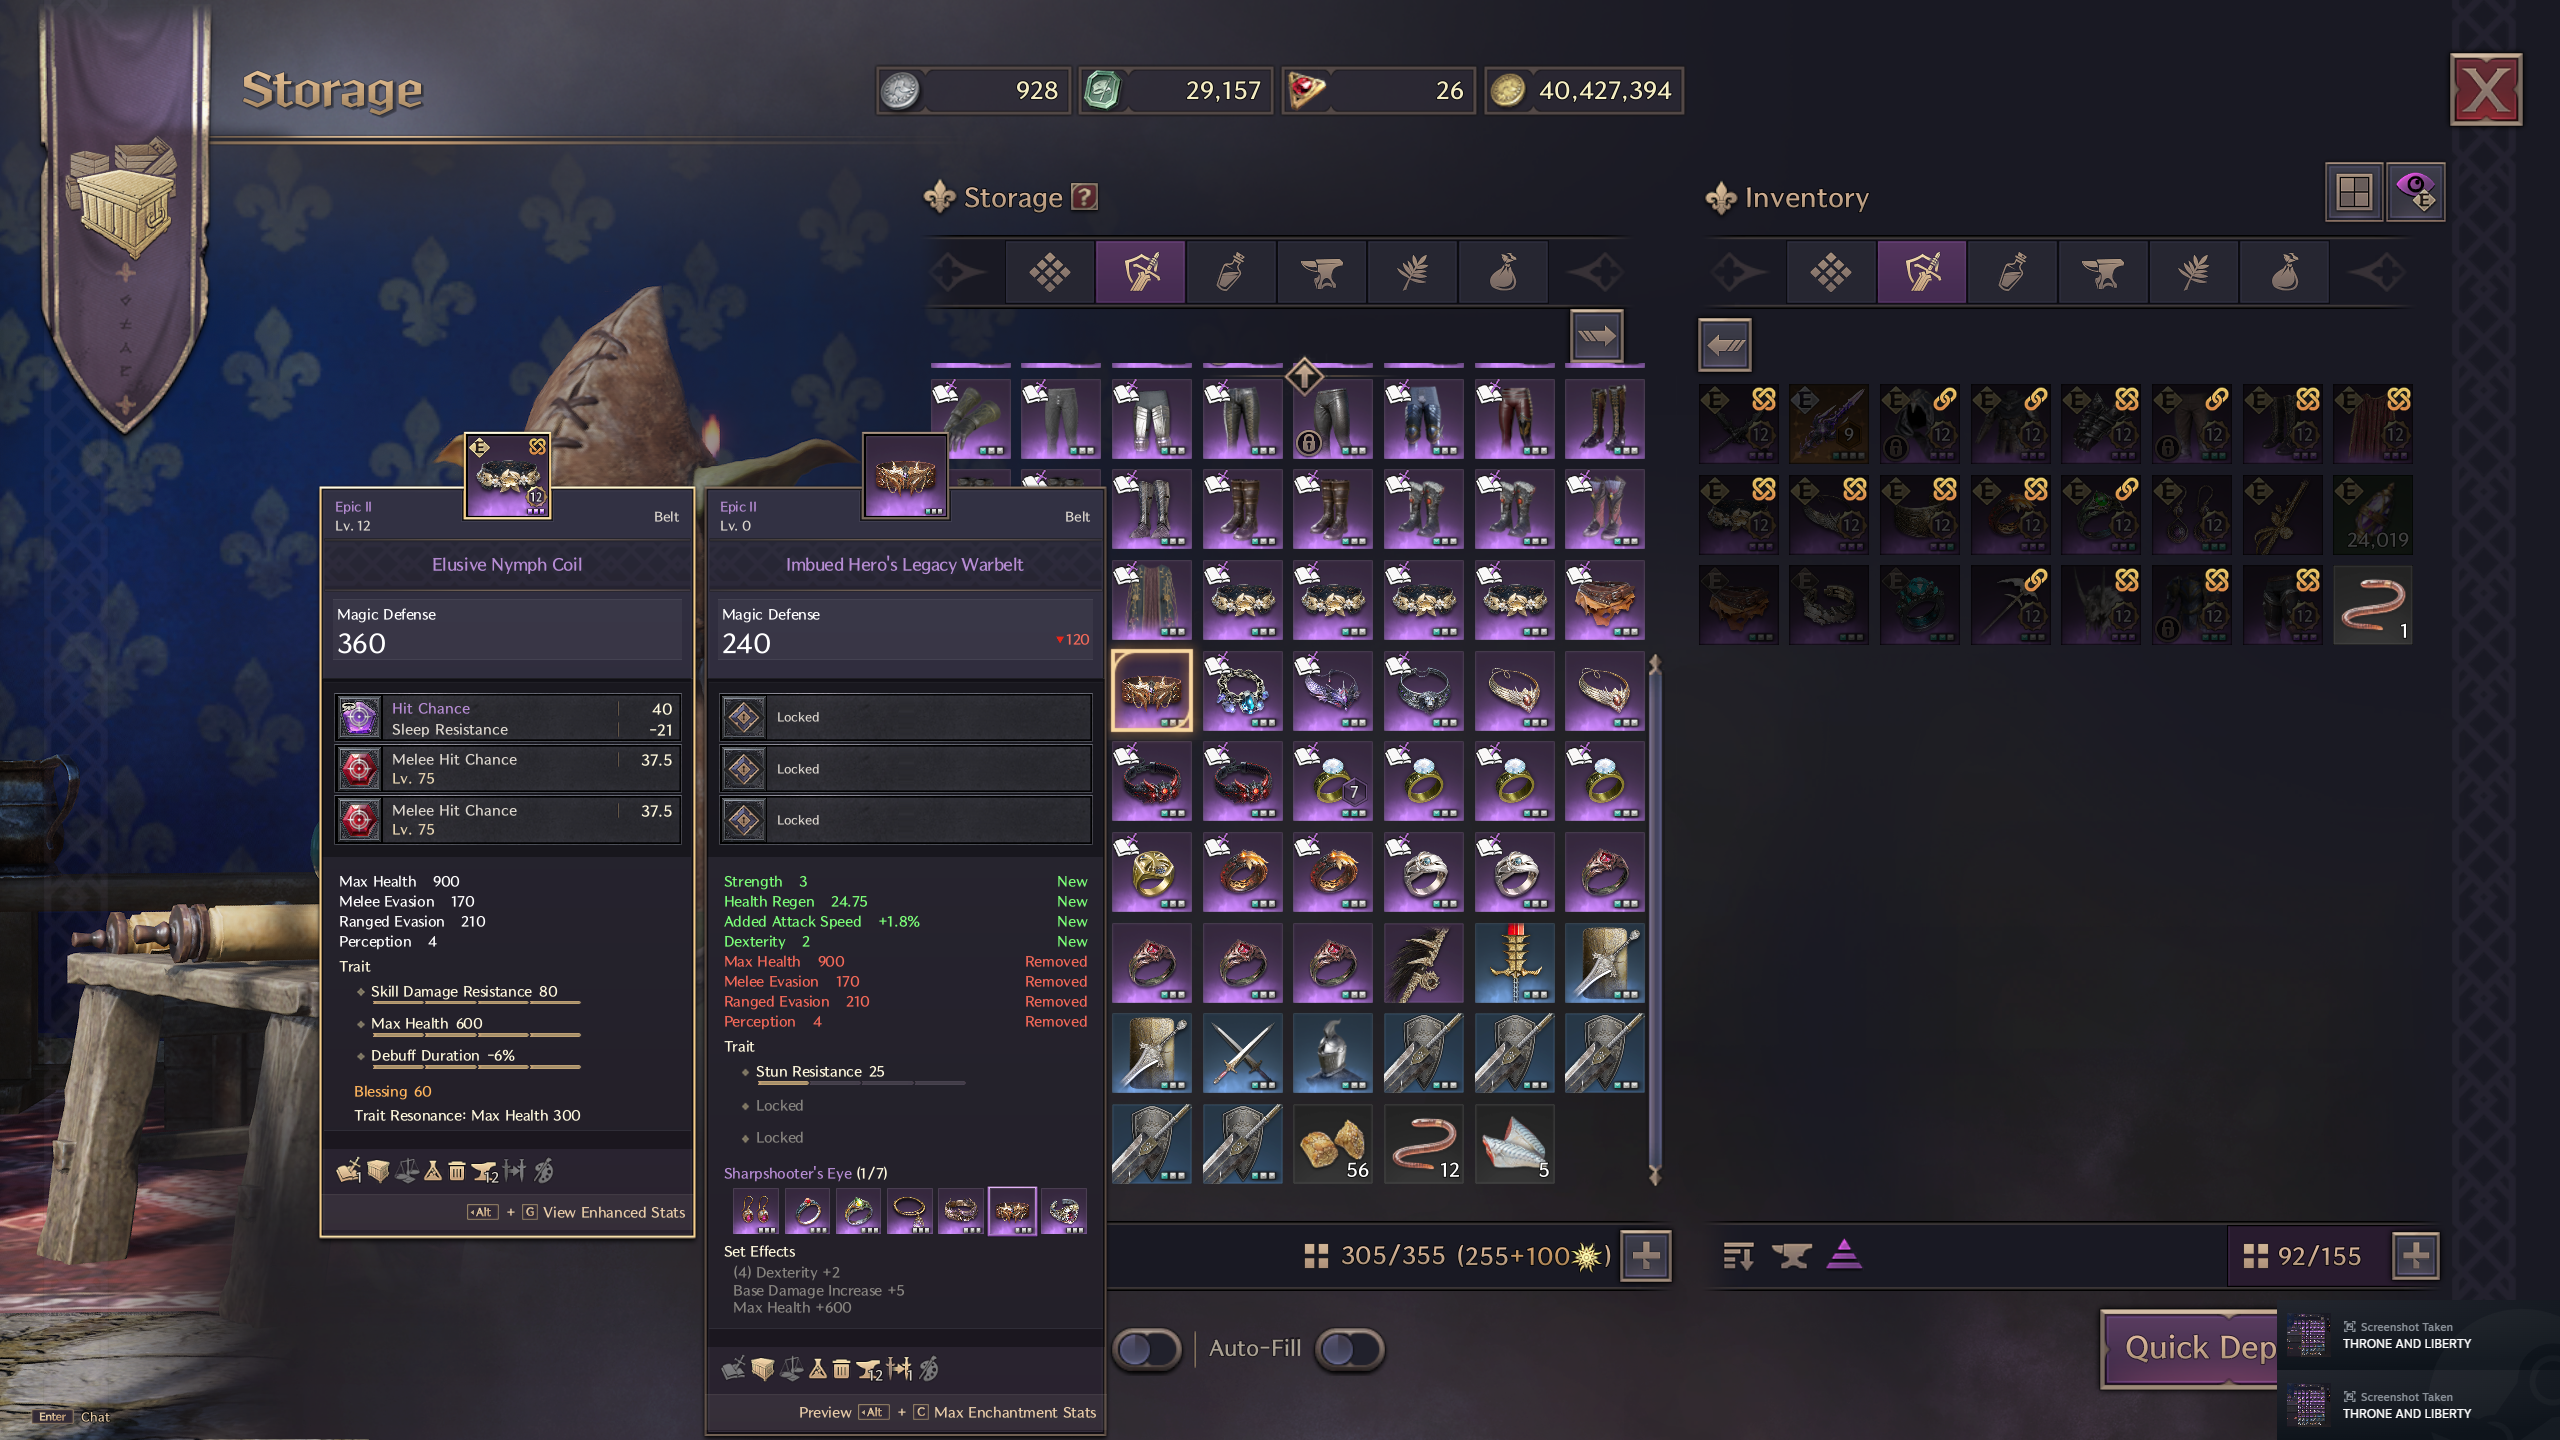 Storage
928
29,157
26
40,427,394
X
Storage ?
Inventory
Epic II
Lv. 12
Belt
12
Elusive Nymph Coil
Magic Defense
360
Hit Chance 40
Sleep Resistance -21
Melee Hit Chance 37.5
Lv. 75
Melee Hit Chance 37.5
Lv. 75
Max Health 900
Melee Evasion 170
Ranged Evasion 210
Perception 4
Trait
Skill Damage Resistance 80
Max Health 600
Debuff Duration -6%
Blessing 60
Trait Resonance: Max Health 300
1
12
Alt + G View Enhanced Stats
Epic II
Lv. 0
Belt
Imbued Hero's Legacy Warbelt
Magic Defense
240
▼120
Locked
Locked
Locked
Strength 3 New
Health Regen 24.75 New
Added Attack Speed +1.8% New
Dexterity 2 New
Max Health 900 Removed
Melee Evasion 170 Removed
Ranged Evasion 210 Removed
Perception 4 Removed
Trait
Stun Resistance 25
Locked
Locked
Sharpshooter's Eye (1/7)
Set Effects
(4) Dexterity +2
Base Damage Increase +5
Max Health +600
12
1
Preview Alt + C Max Enchantment Stats
7
56
12
5
305/355 (255+100)
Auto-Fill
E 12
E 9
E 12
E 12
E 12
E 12
E 12
E 12
E 12
E 12
E 12
E 12
E 12
E 12
E
E 24,019
E
E
E
12
12
12
12
1
92/155
Quick Dep
Screenshot Taken
THRONE AND LIBERTY
Screenshot Taken
THRONE AND LIBERTY
Enter Chat